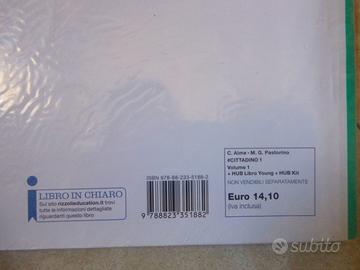 C. Aime - M. G. Pastorino
#CITTADINO 1
Volume 1
+ HUB Libro Young + HUB Kit
NON VENDIBILI SEPARATAMENTE
Euro 14,10
(iva inclusa)
ISBN 978-88-233-5188-2
9 788823 351882
i LIBRO IN CHIARO
Sul sito rizzolieducation.it trovi
tutte le informazioni dettagliate
riguardanti questo libro
subito